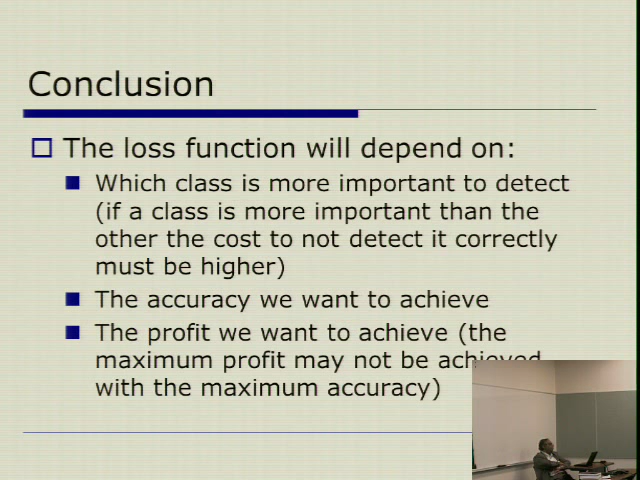 Conclusion
The loss function will depend on:
Which class is more important to detect
(if a class is more important than the
other the cost to not detect it correctly
must be higher)
The accuracy we want to achieve
The profit we want to achieve (the
maximum profit may not be achieved
with the maximum accuracy)